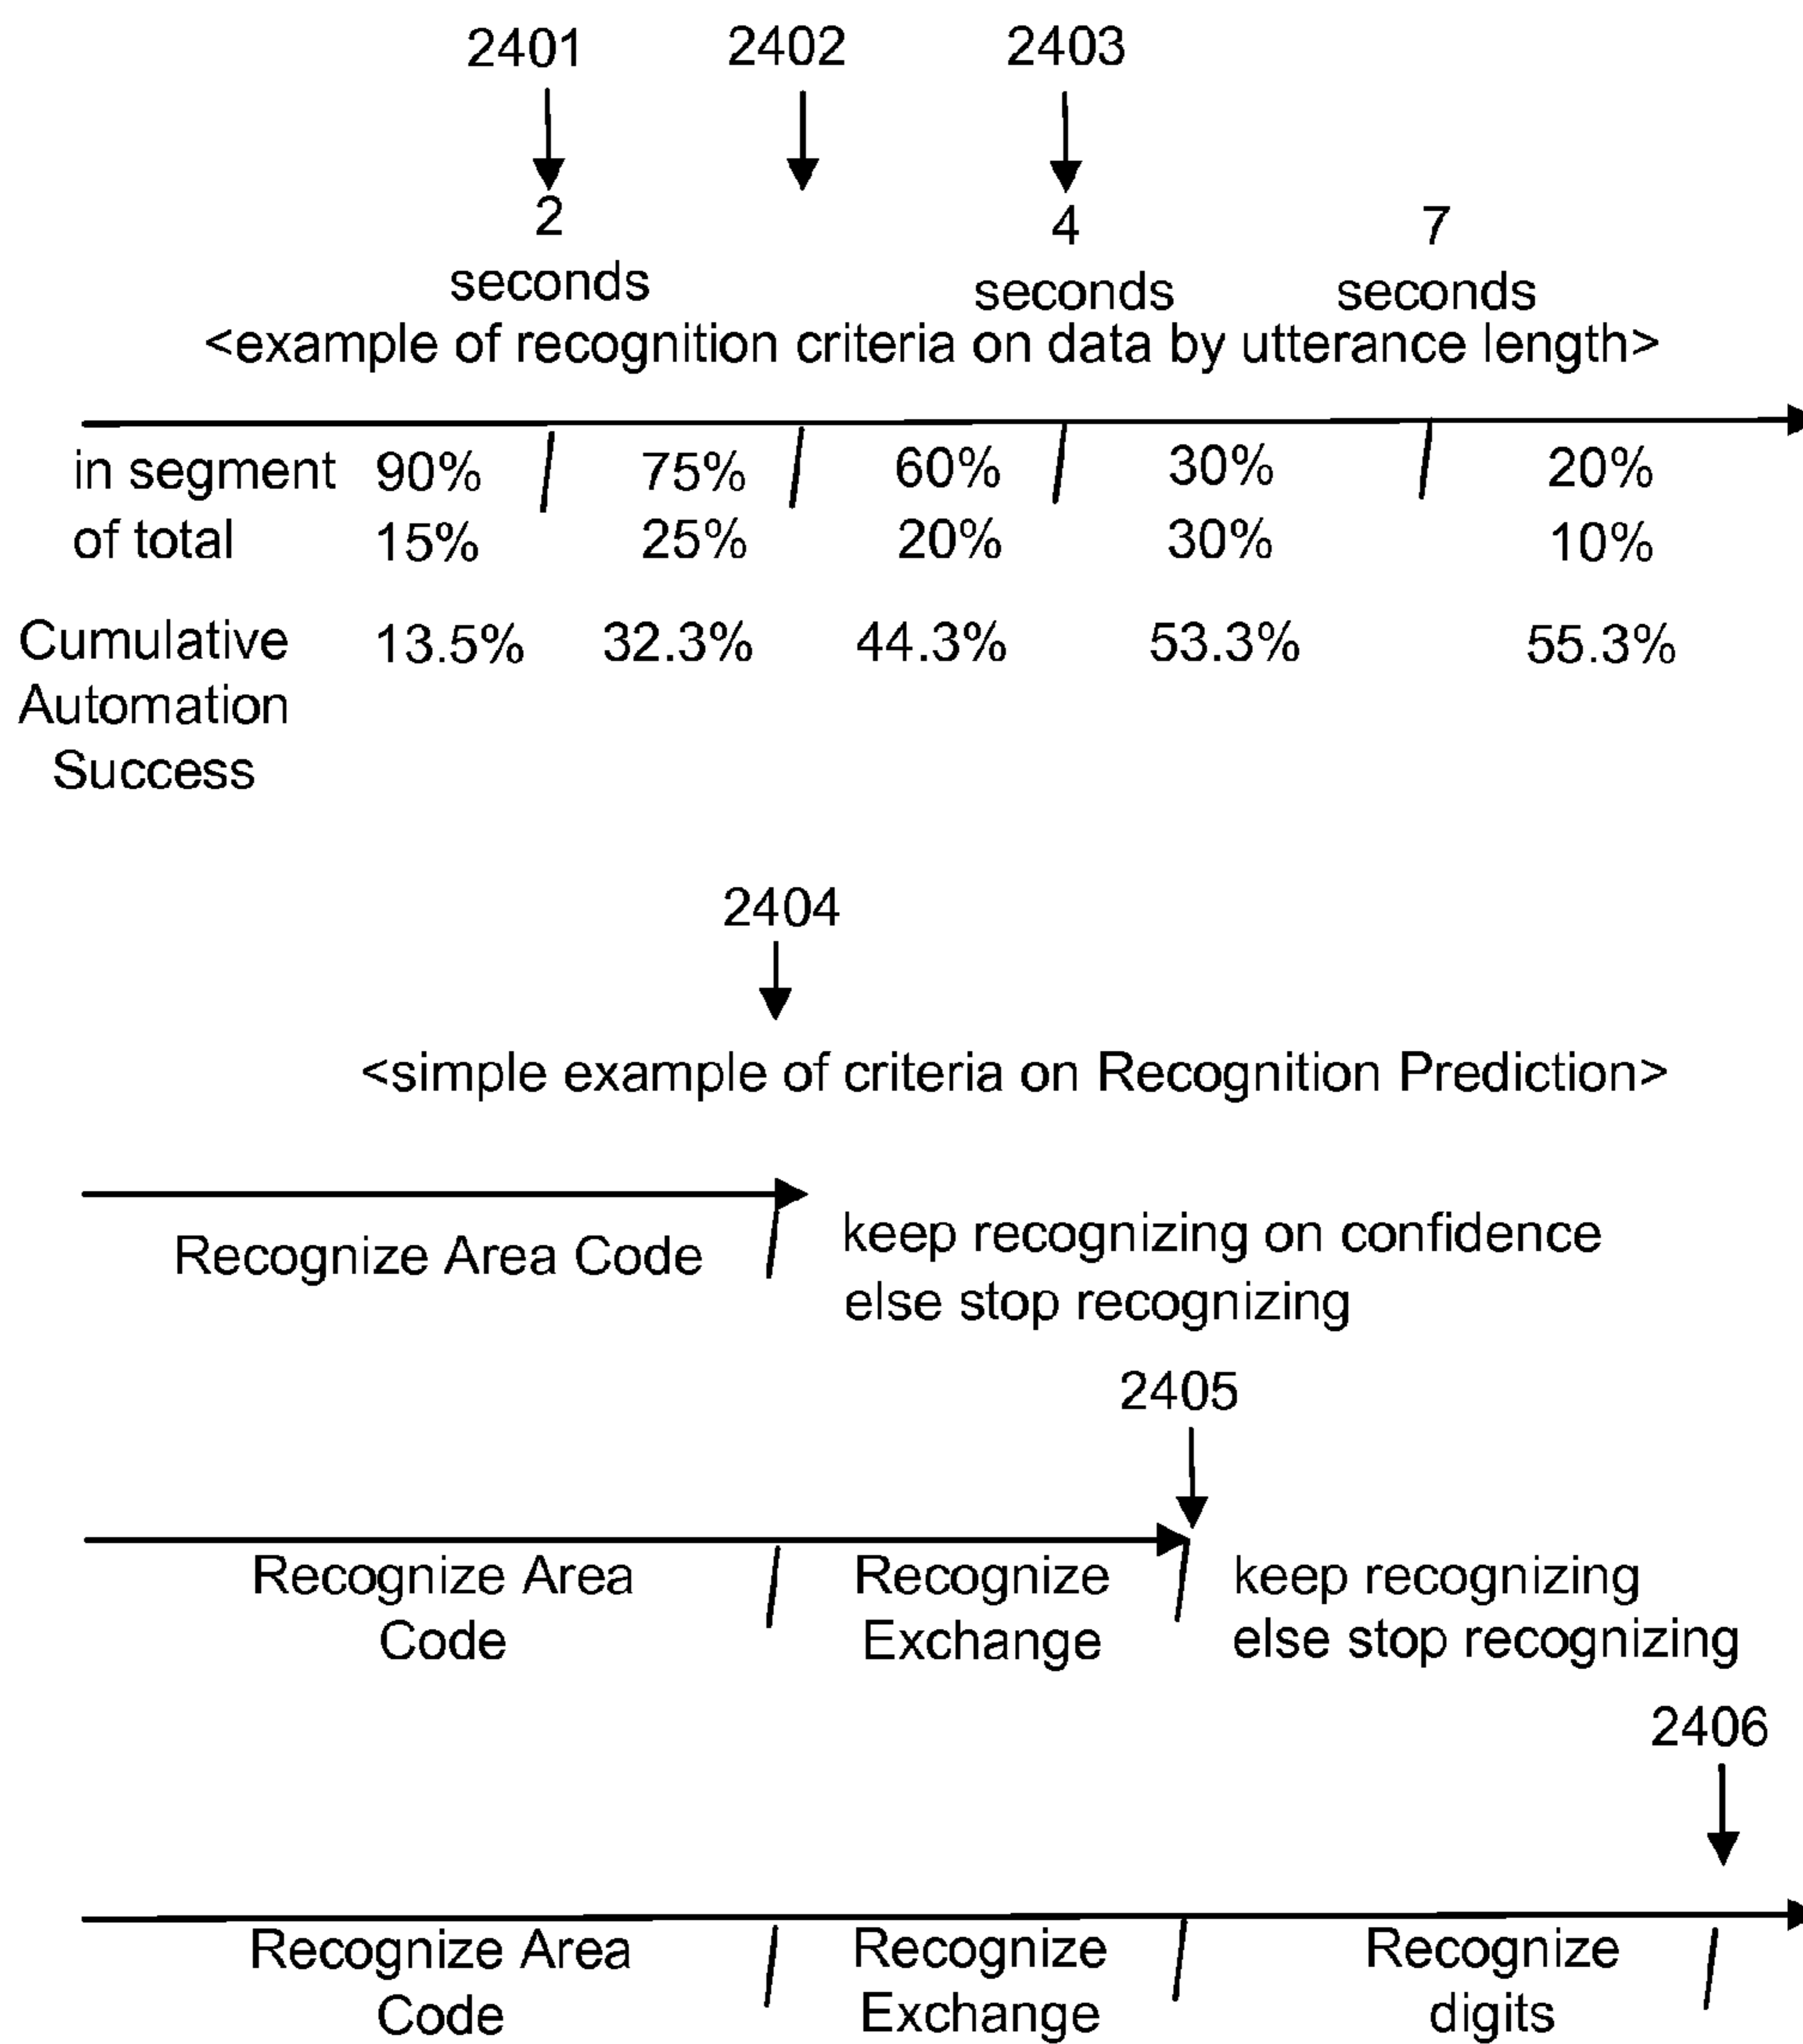 2401 2402 2403
2 4 7
seconds seconds seconds
<example of recognition criteria on data by utterance length>
in segment 90% 75% 60% 30% 20%
of total 15% 25% 20% 30% 10%
Cumulative 13.5% 32.3% 44.3% 53.3% 55.3%
Automation
Success
2404
<simple example of criteria on Recognition Prediction>
Recognize Area Code
keep recognizing on confidence
else stop recognizing
2405
Recognize Area Recognize keep recognizing
Code Exchange else stop recognizing
2406
Recognize Area Recognize Recognize
Code Exchange digits